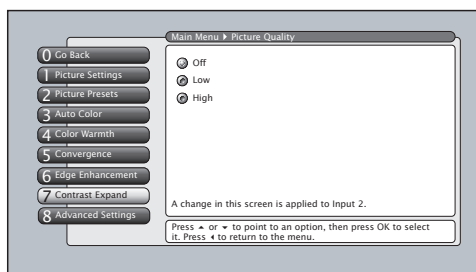 Main Menu ▶ Picture Quality
0 Go Back
1 Picture Settings
2 Picture Presets
3 Auto Color
4 Color Warmth
5 Convergence
6 Edge Enhancement
7 Contrast Expand
8 Advanced Settings
Off
Low
High
A change in this screen is applied to Input 2.
Press ▲ or ▼ to point to an option, then press OK to select
it. Press ◀ to return to the menu.